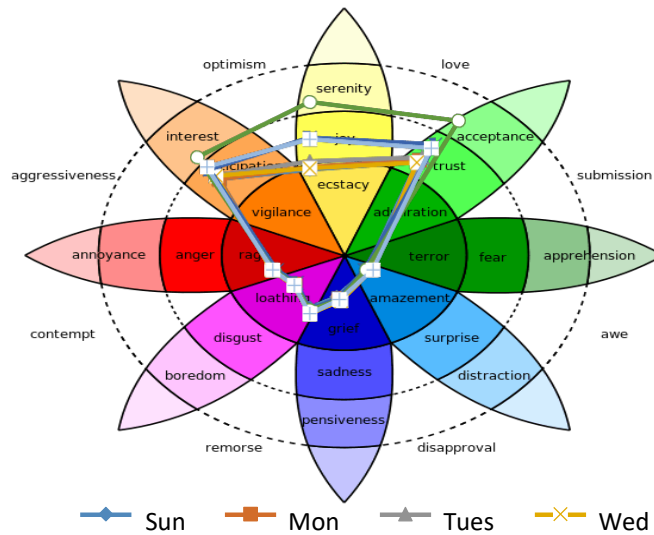 optimism
love
serenity
interest
joy
acceptance
anticipation
trust
aggressiveness
submission
ecstacy
vigilance
admiration
annoyance
anger
rage
terror
fear
apprehension
loathing
amazement
contempt
grief
awe
disgust
surprise
boredom
sadness
distraction
pensiveness
remorse
disapproval
Sun Mon Tues Wed